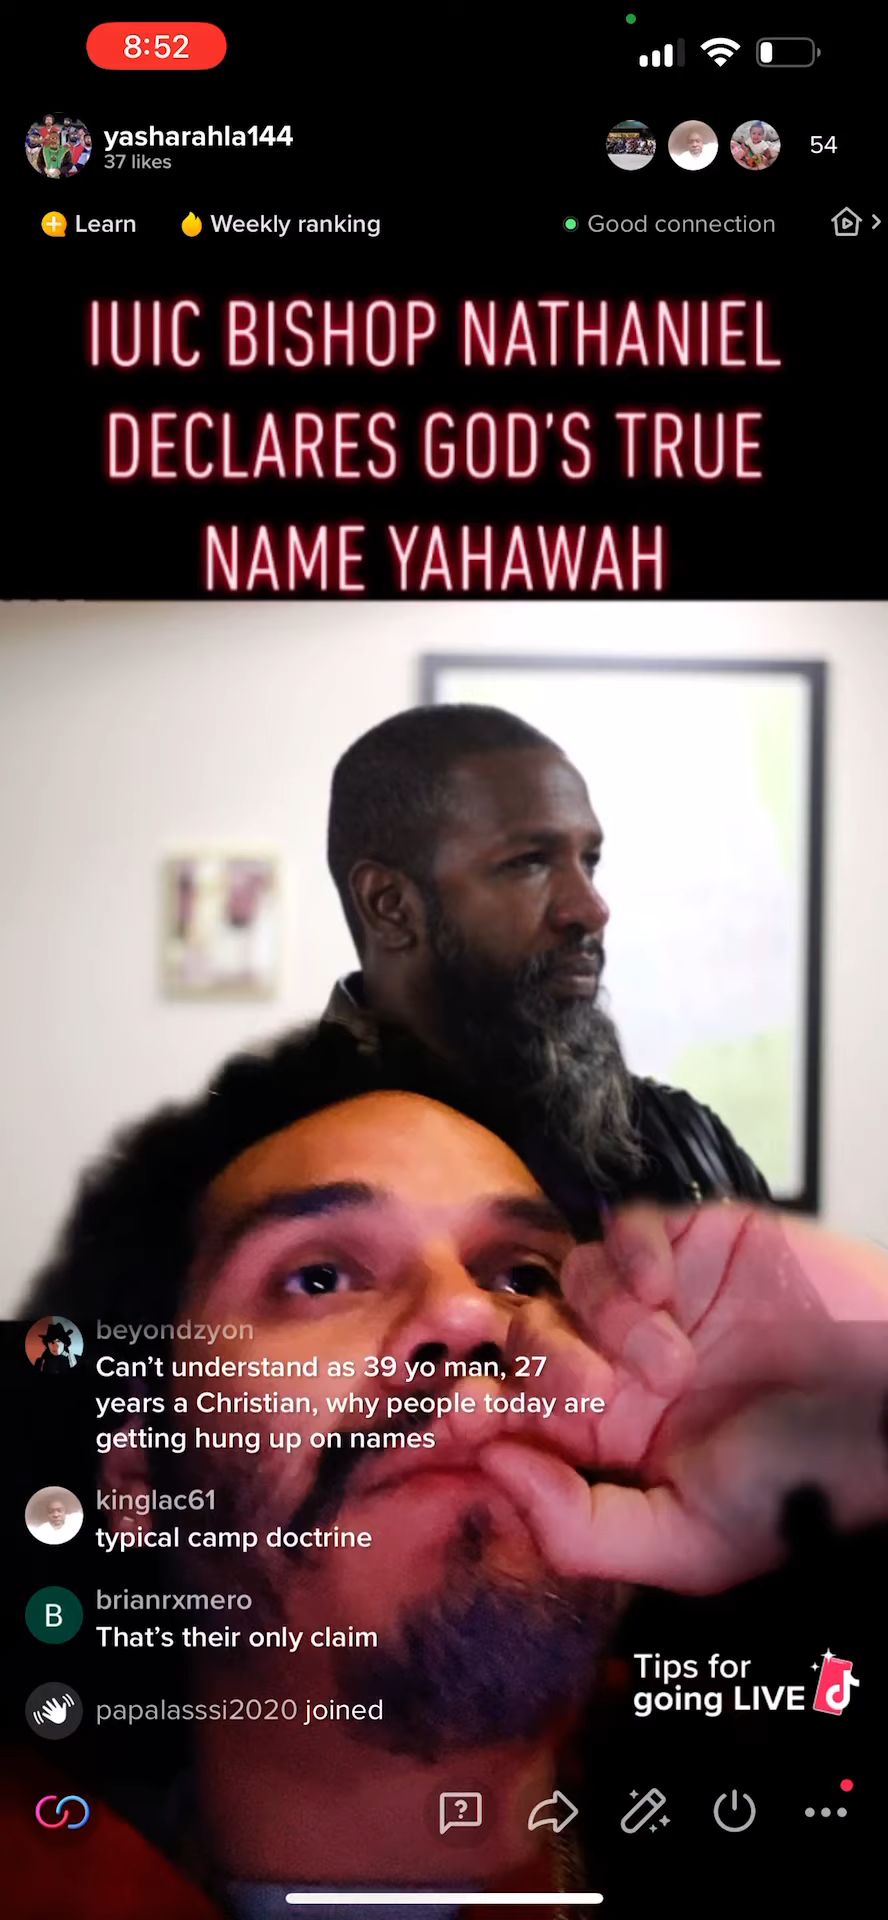 8:52
yasharahla144
37 likes
54
Learn
Weekly ranking
Good connection
IUIC BISHOP NATHANIEL
DECLARES GOD'S TRUE
NAME YAHAWAH
beyondzyon
Can't understand as 39 yo man, 27
years a Christian, why people today are
getting hung up on names
kinglac61
typical camp doctrine
B
brianrxmero
That's their only claim
papalasssi2020 joined
Tips for
going LIVE